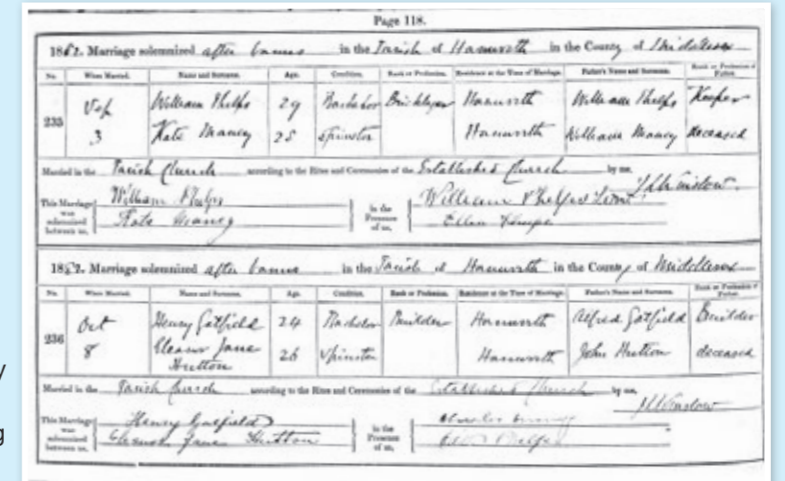 Page 118.
1882. Marriage solemnized after banns in the Parish of Hanworth in the County of Middlesex
No. When Married. Name and Surname. Age. Condition. Rank or Profession. Residence at the Time of Marriage. Father's Name and Surname. Rank or Profession of Father.
235 Sep 3 William Phelps 29 Bachelor Bricklayer Hanworth William Phelps Keeper
Kate Maney 25 Spinster Hanworth William Maney deceased
Married in the Parish Church according to the Rites and Ceremonies of the Established Church by me,
This Marriage was solemnized between us, William Phelps Kate Maney in the Presence of us, William Phelps Ellen
1882. Marriage solemnized after banns in the Parish of Hanworth in the County of Middlesex
No. When Married. Name and Surname. Age. Condition. Rank or Profession. Residence at the Time of Marriage. Father's Name and Surname. Rank or Profession of Father.
236 Oct 8 Henry Gatfield 24 Bachelor Builder Hanworth Alfred Gatfield Builder
Eleanor Jane Hutton 26 Spinster Hanworth John Hutton deceased
Married in the Parish Church according to the Rites and Ceremonies of the Established Church by me,
This Marriage was solemnized between us, Henry Gatfield Eleanor Jane Hutton in the Presence of us, Charles Phelps